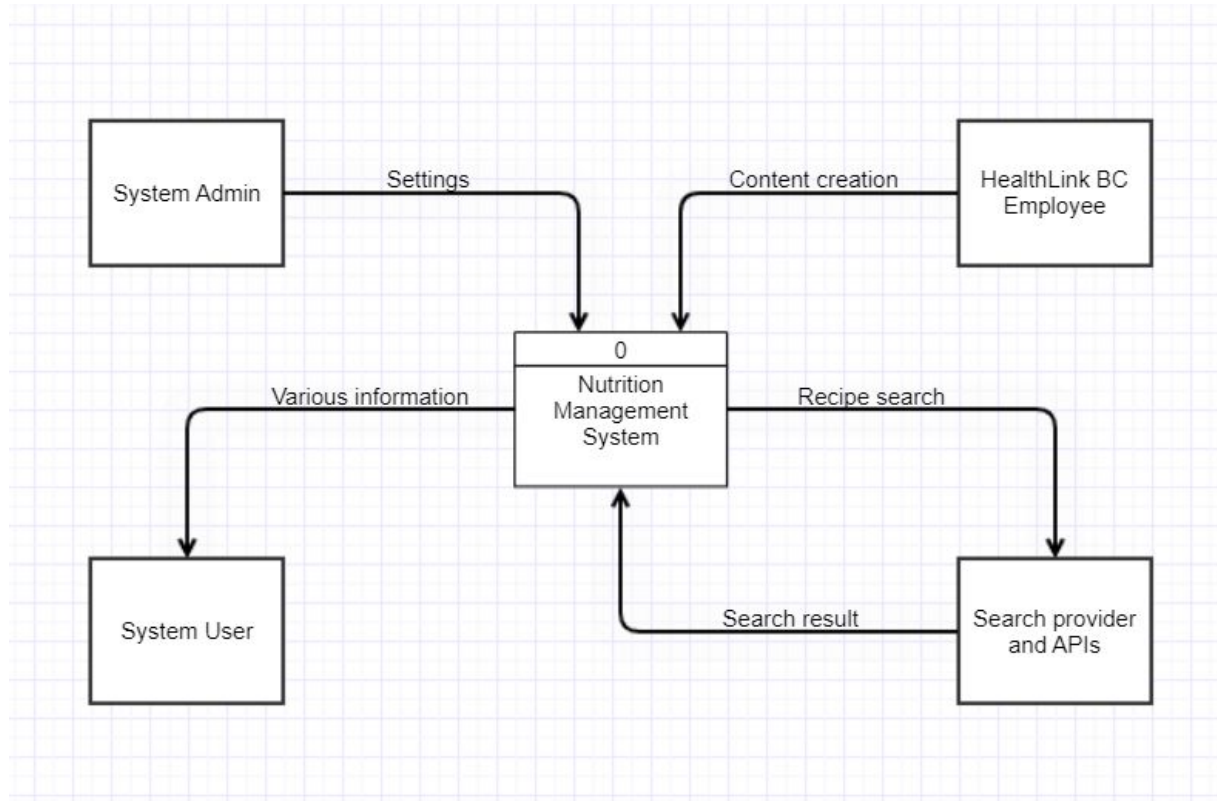 System Admin
Settings
Content creation
HealthLink BC
Employee
0
Nutrition
Management
System
Various information
Recipe search
System User
Search result
Search provider
and APIs